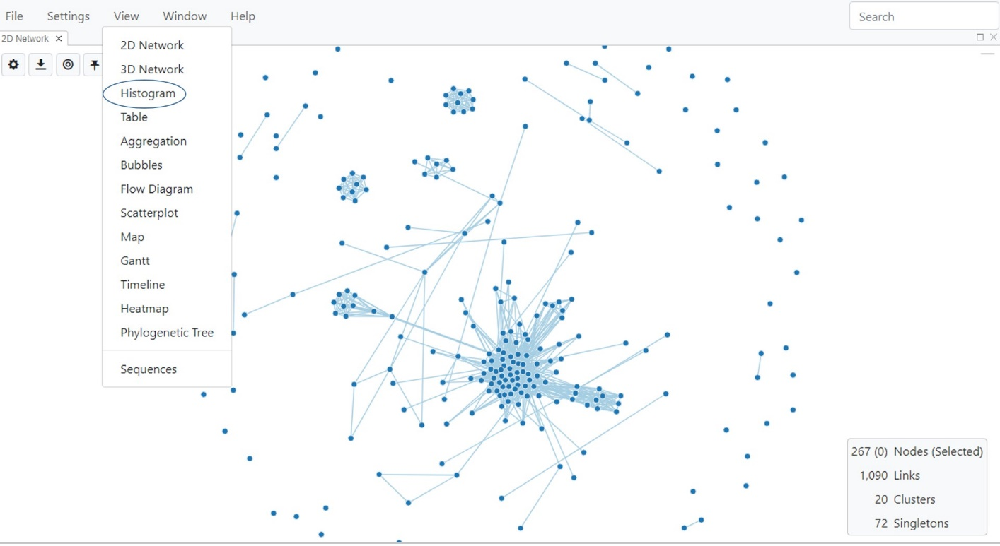 File Settings View Window Help Search
2D Network ×
2D Network
3D Network
Histogram
Table
Aggregation
Bubbles
Flow Diagram
Scatterplot
Map
Gantt
Timeline
Heatmap
Phylogenetic Tree
Sequences
267 (0) Nodes (Selected)
1,090 Links
20 Clusters
72 Singletons